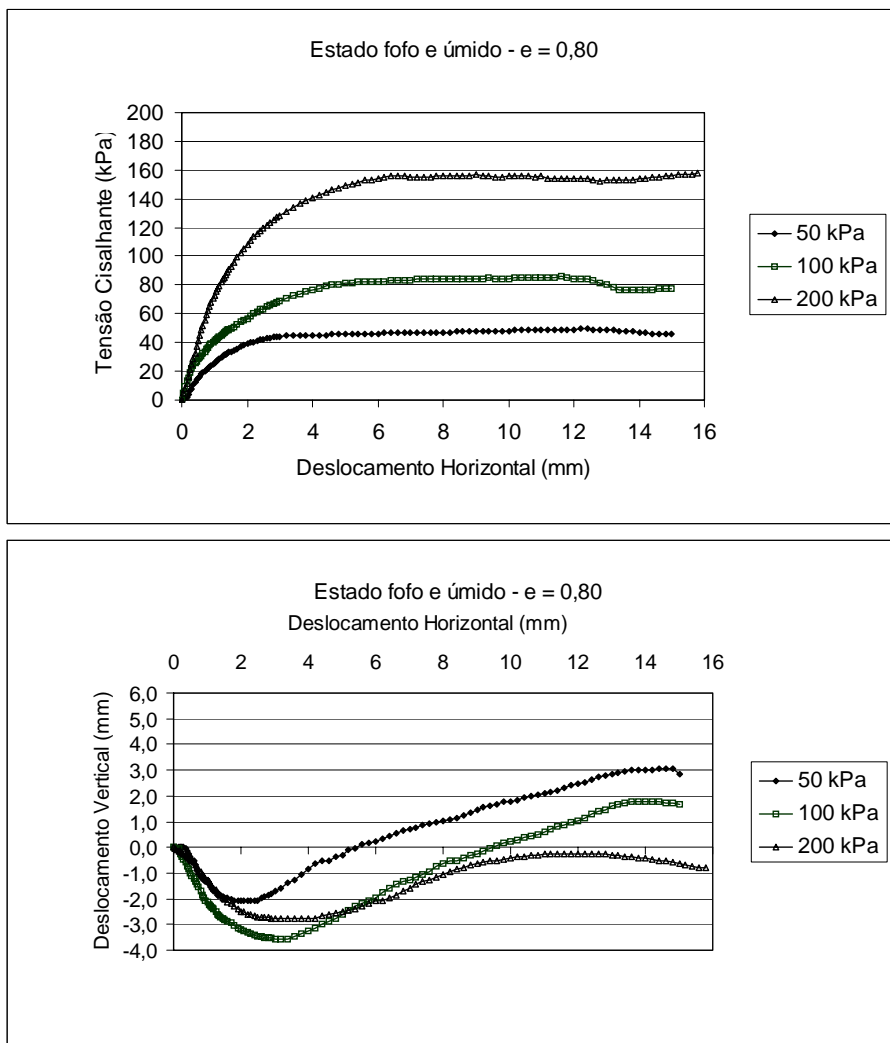 Estado fofo e úmido - e = 0,80
Tensão Cisalhante (kPa)
200
180
160
140
120
100
80
60
40
20
0
0 2 4 6 8 10 12 14 16
Deslocamento Horizontal (mm)
50 kPa
100 kPa
200 kPa
Estado fofo e úmido - e = 0,80
Deslocamento Horizontal (mm)
0 2 4 6 8 10 12 14 16
Deslocamento Vertical (mm)
6,0
5,0
4,0
3,0
2,0
1,0
0,0
-1,0
-2,0
-3,0
-4,0
50 kPa
100 kPa
200 kPa